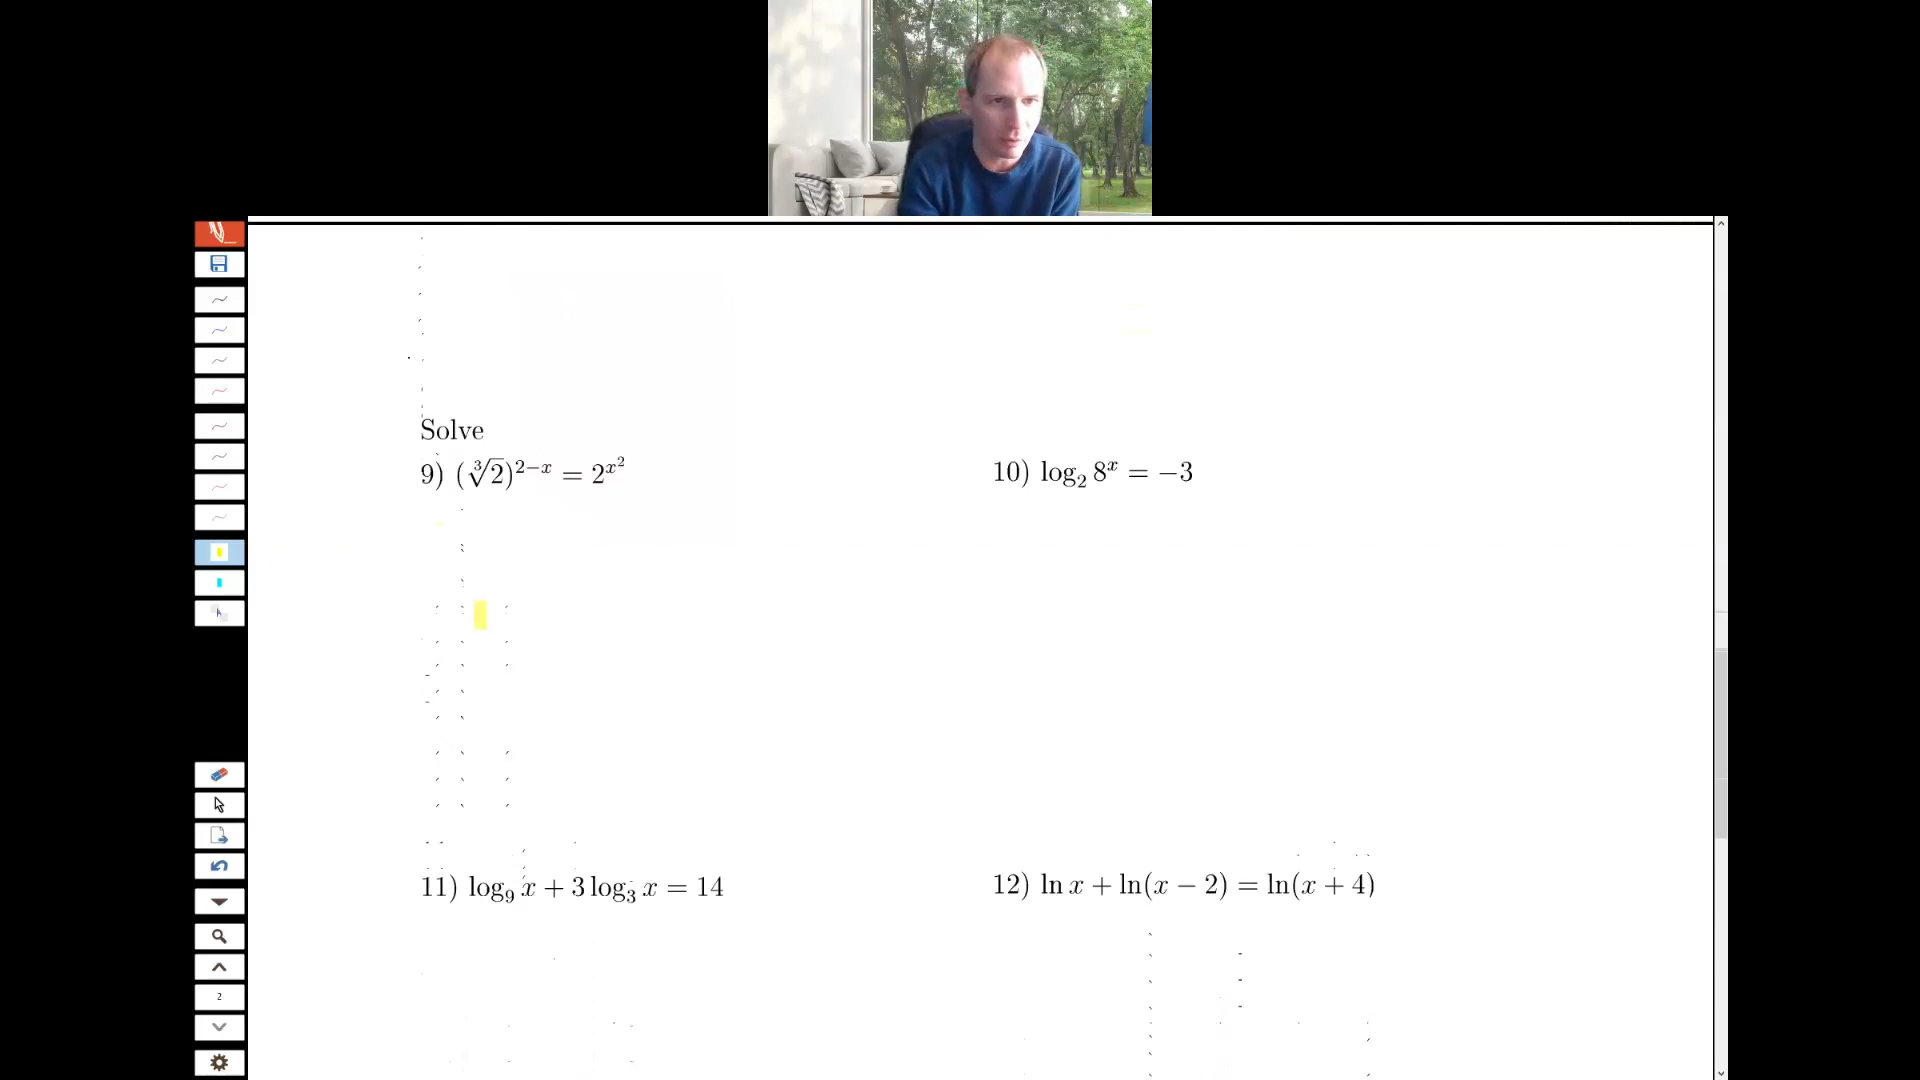 Solve
9) (∛2)^{2−x} = 2^{x^2}
10) log_2 8^x = −3
11) log_9 x + 3 log_3 x = 14
12) ln x + ln(x − 2) = ln(x + 4)
2